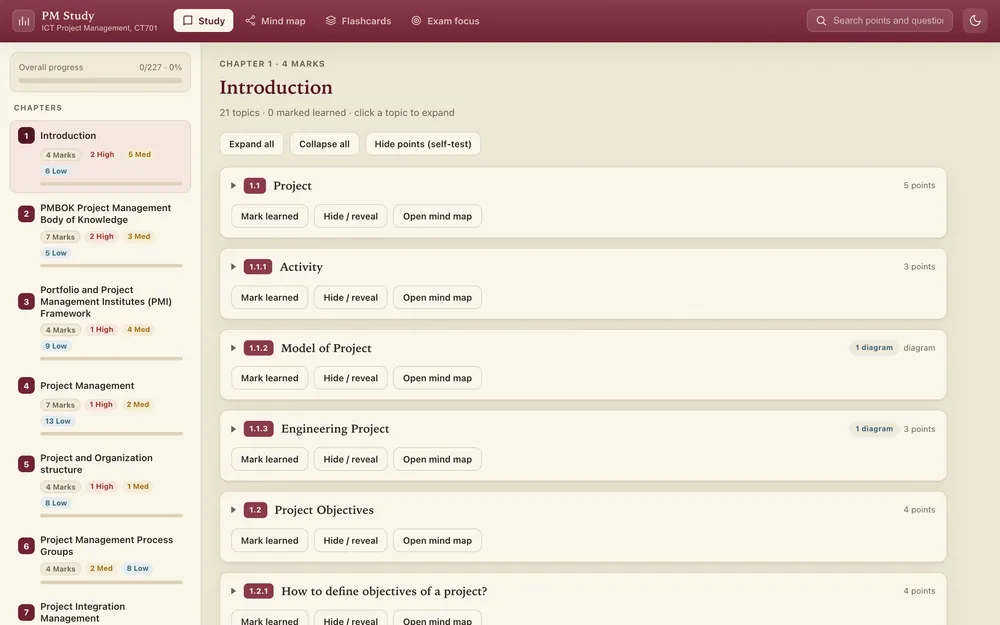 PM Study
ICT Project Management, CT701
Study
Mind map
Flashcards
Exam focus
Search points and question
Overall progress
0/227 · 0%
CHAPTERS
1
Introduction
4 Marks
2 High
5 Med
6 Low
2
PMBOK Project Management
Body of Knowledge
7 Marks
2 High
3 Med
5 Low
3
Portfolio and Project
Management Institutes (PMI)
Framework
4 Marks
1 High
4 Med
9 Low
4
Project Management
7 Marks
1 High
2 Med
13 Low
5
Project and Organization
structure
4 Marks
1 High
1 Med
8 Low
6
Project Management Process
Groups
4 Marks
2 Med
8 Low
7
Project Integration
Management
CHAPTER 1 · 4 MARKS
Introduction
21 topics · 0 marked learned · click a topic to expand
Expand all
Collapse all
Hide points (self-test)
1.1
Project
5 points
Mark learned
Hide / reveal
Open mind map
1.1.1
Activity
3 points
Mark learned
Hide / reveal
Open mind map
1.1.2
Model of Project
1 diagram
diagram
Mark learned
Hide / reveal
Open mind map
1.1.3
Engineering Project
1 diagram
3 points
Mark learned
Hide / reveal
Open mind map
1.2
Project Objectives
4 points
Mark learned
Hide / reveal
Open mind map
1.2.1
How to define objectives of a project?
4 points
Mark learned
Hide / reveal
Open mind map